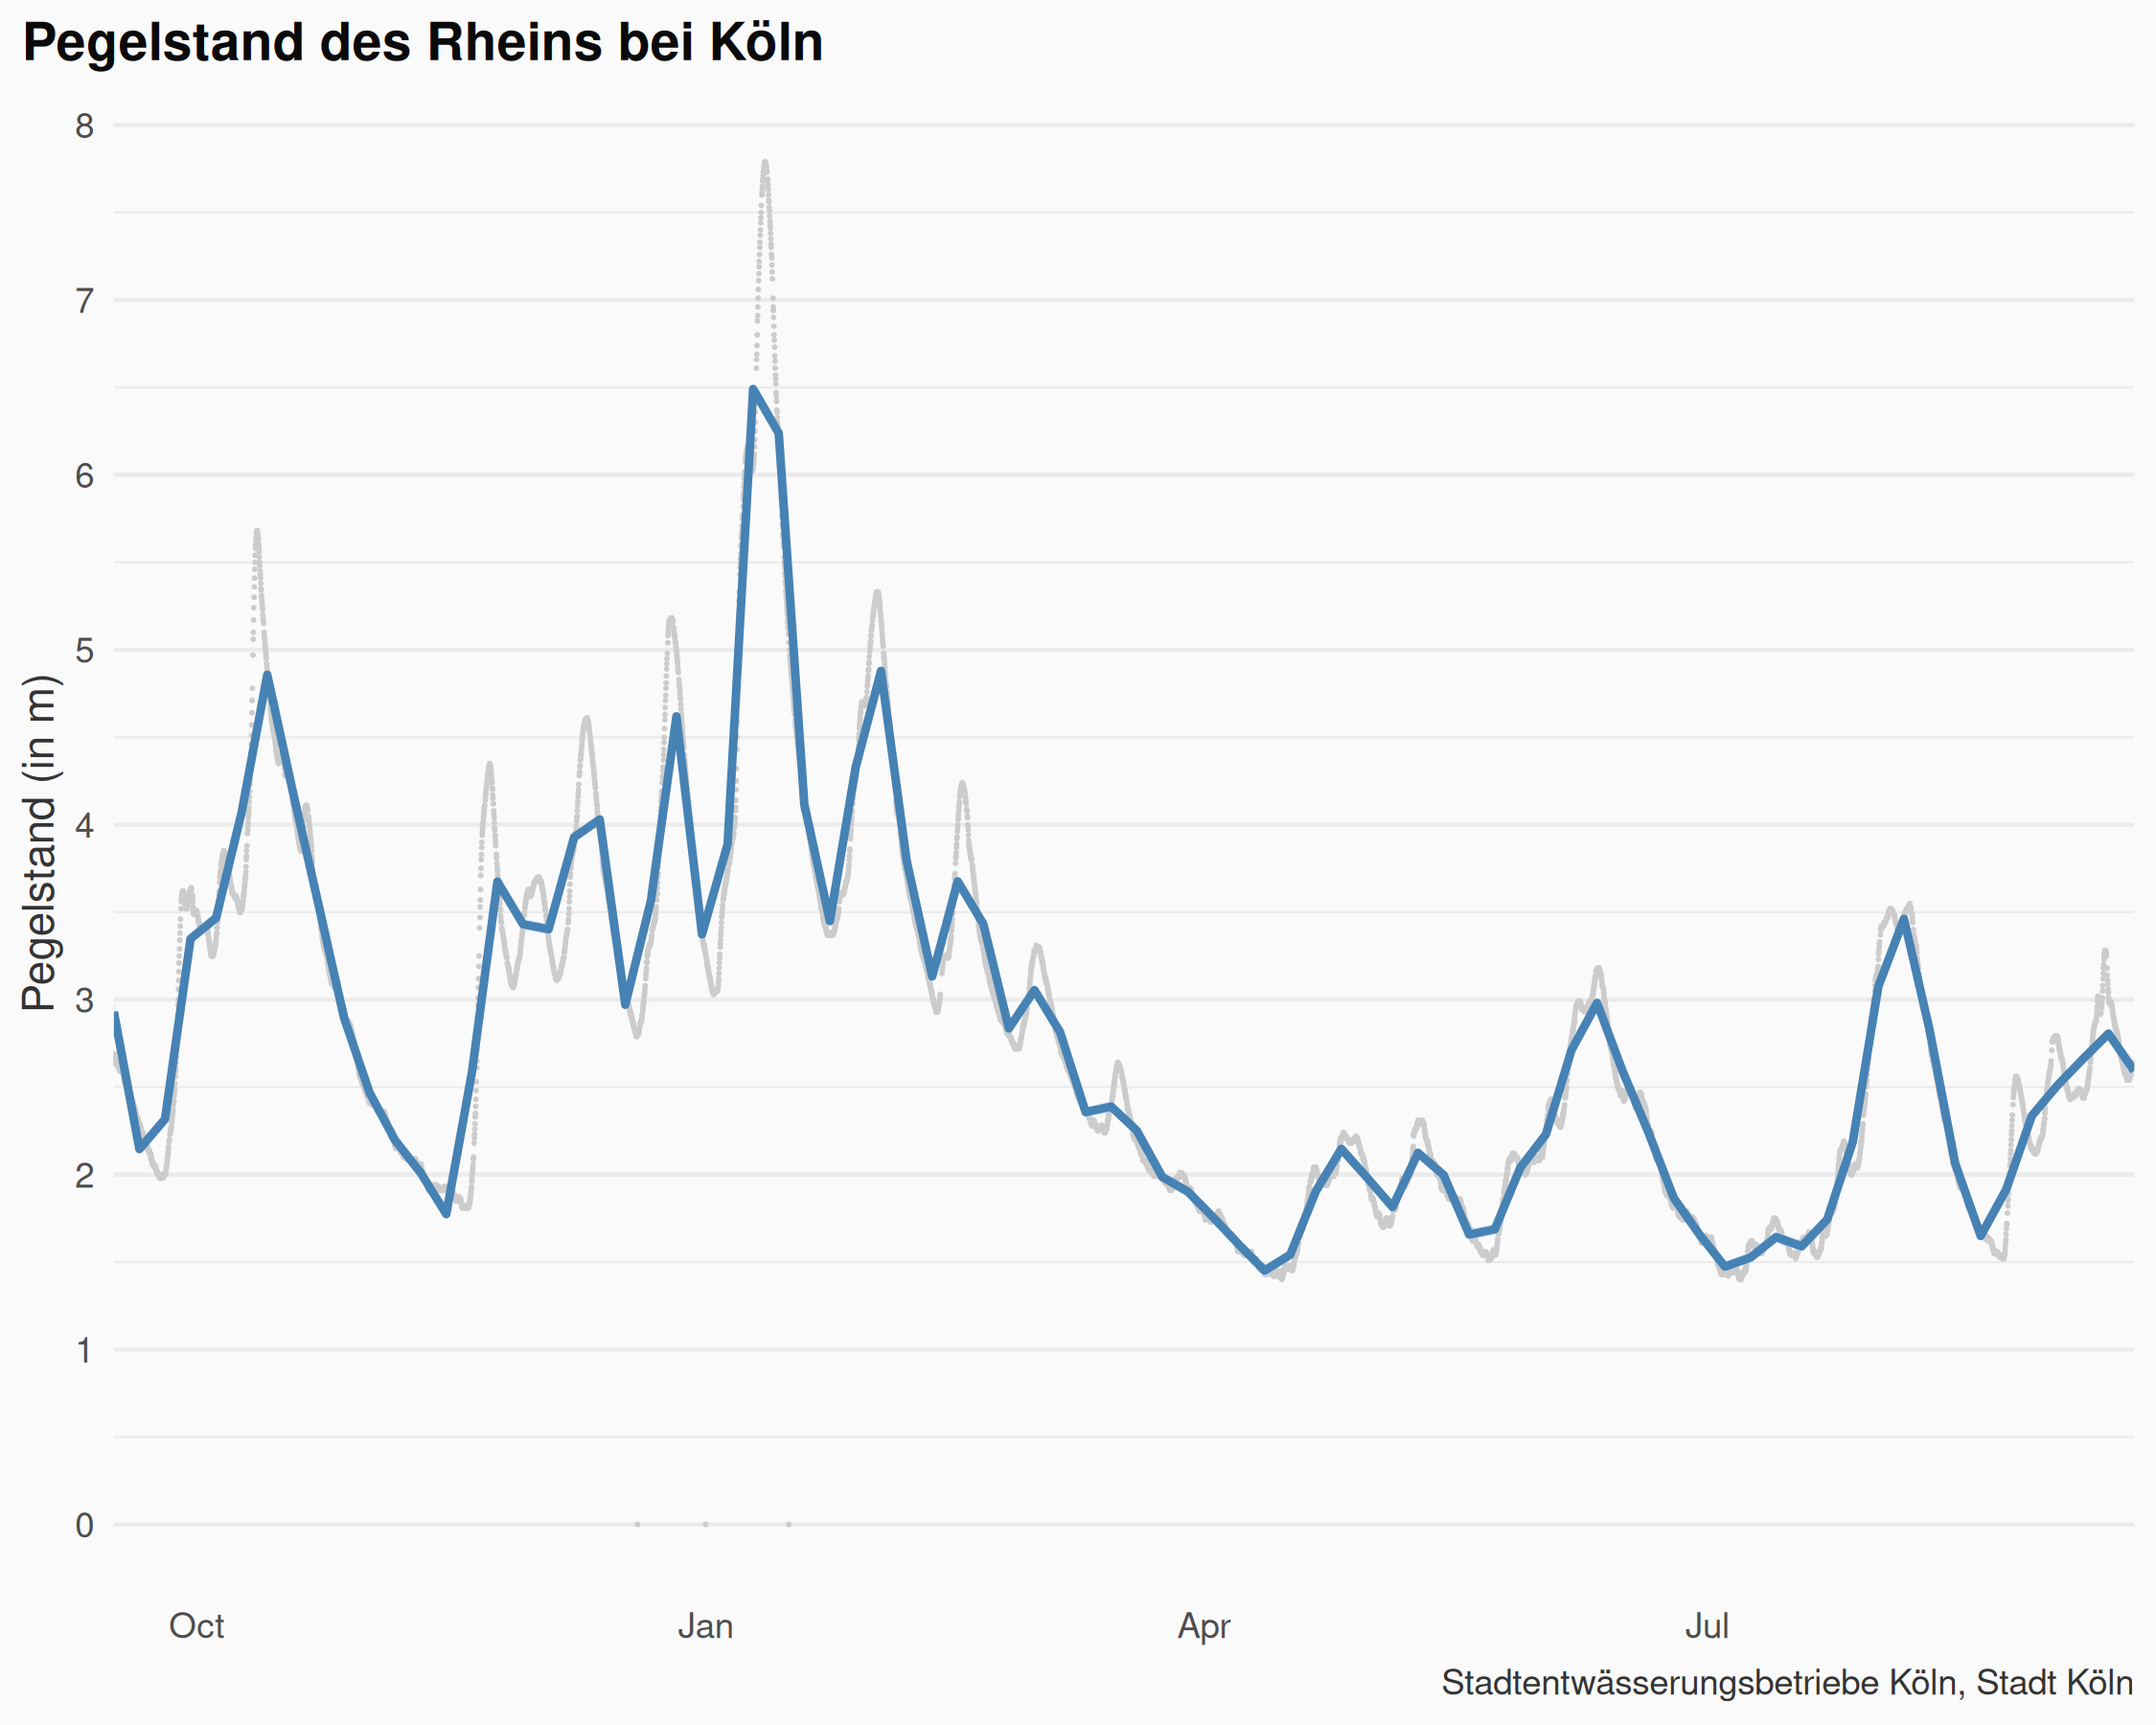 Pegelstand des Rheins bei Köln
Pegelstand (in m)
8
7
6
5
4
3
2
1
0
Oct Jan Apr Jul
Stadtentwässerungsbetriebe Köln, Stadt Köln